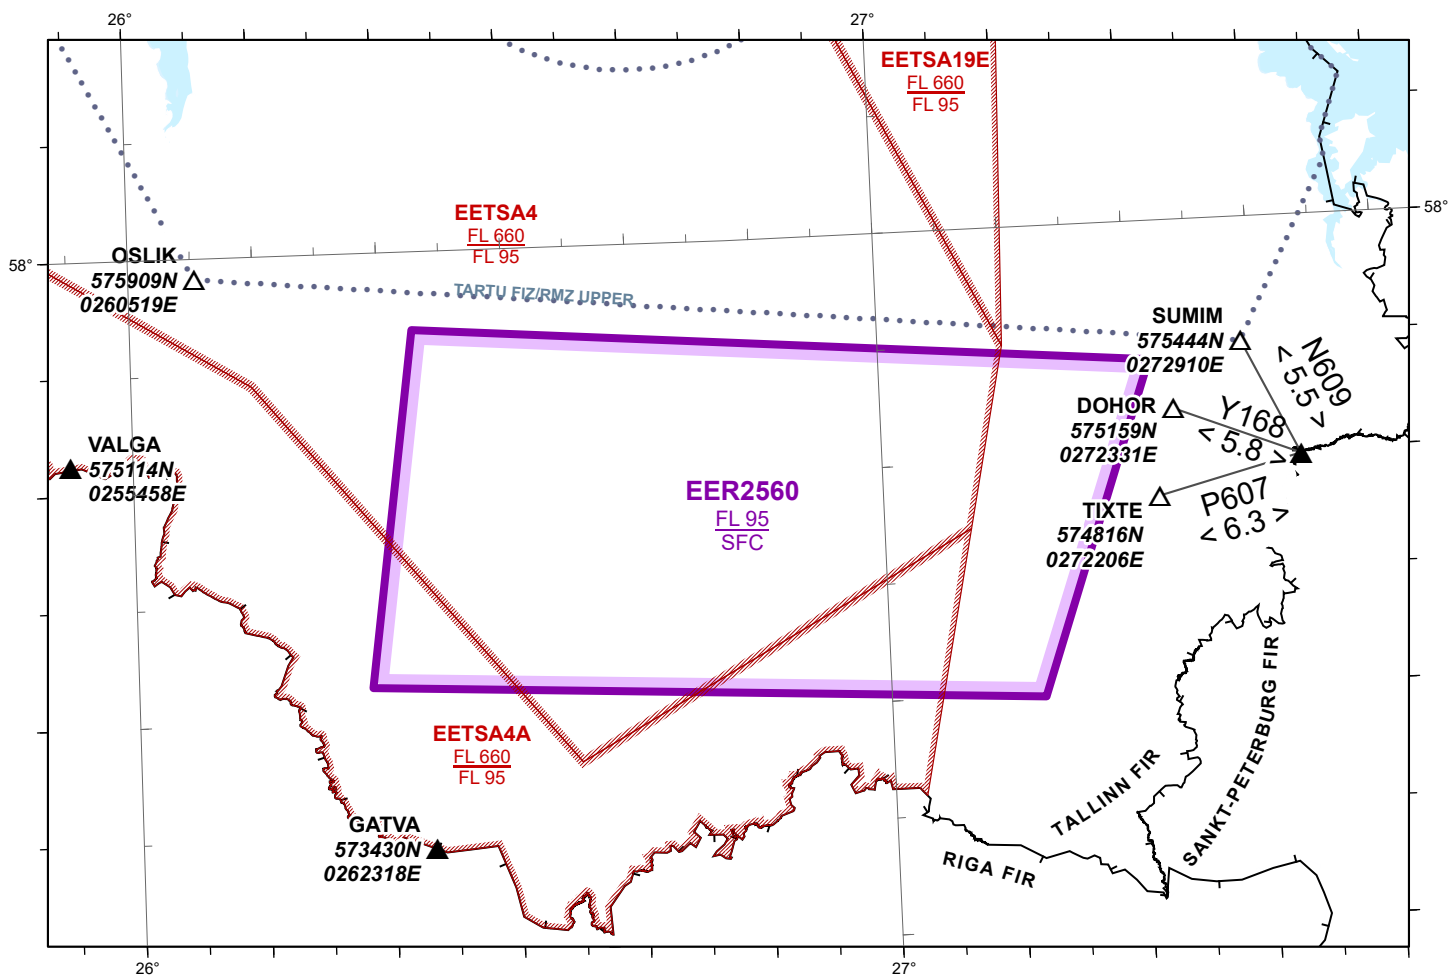 26°
27°
EETSA19E
FL 660
FL 95
EETSA4
FL 660
FL 95
58°
58°
OSLIK
575909N
0260519E
TARTU FIZ/RMZ UPPER
SUMIM
575444N
0272910E
N609
< 5.5 >
DOHOR
575159N
0272331E
Y168
< 5.8 >
VALGA
575114N
0255458E
EER2560
FL 95
SFC
TIXTE
574816N
0272206E
P607
< 6.3 >
EETSA4A
FL 660
FL 95
GATVA
573430N
0262318E
TALLINN FIR
SANKT-PETERBURG FIR
RIGA FIR
26°
27°